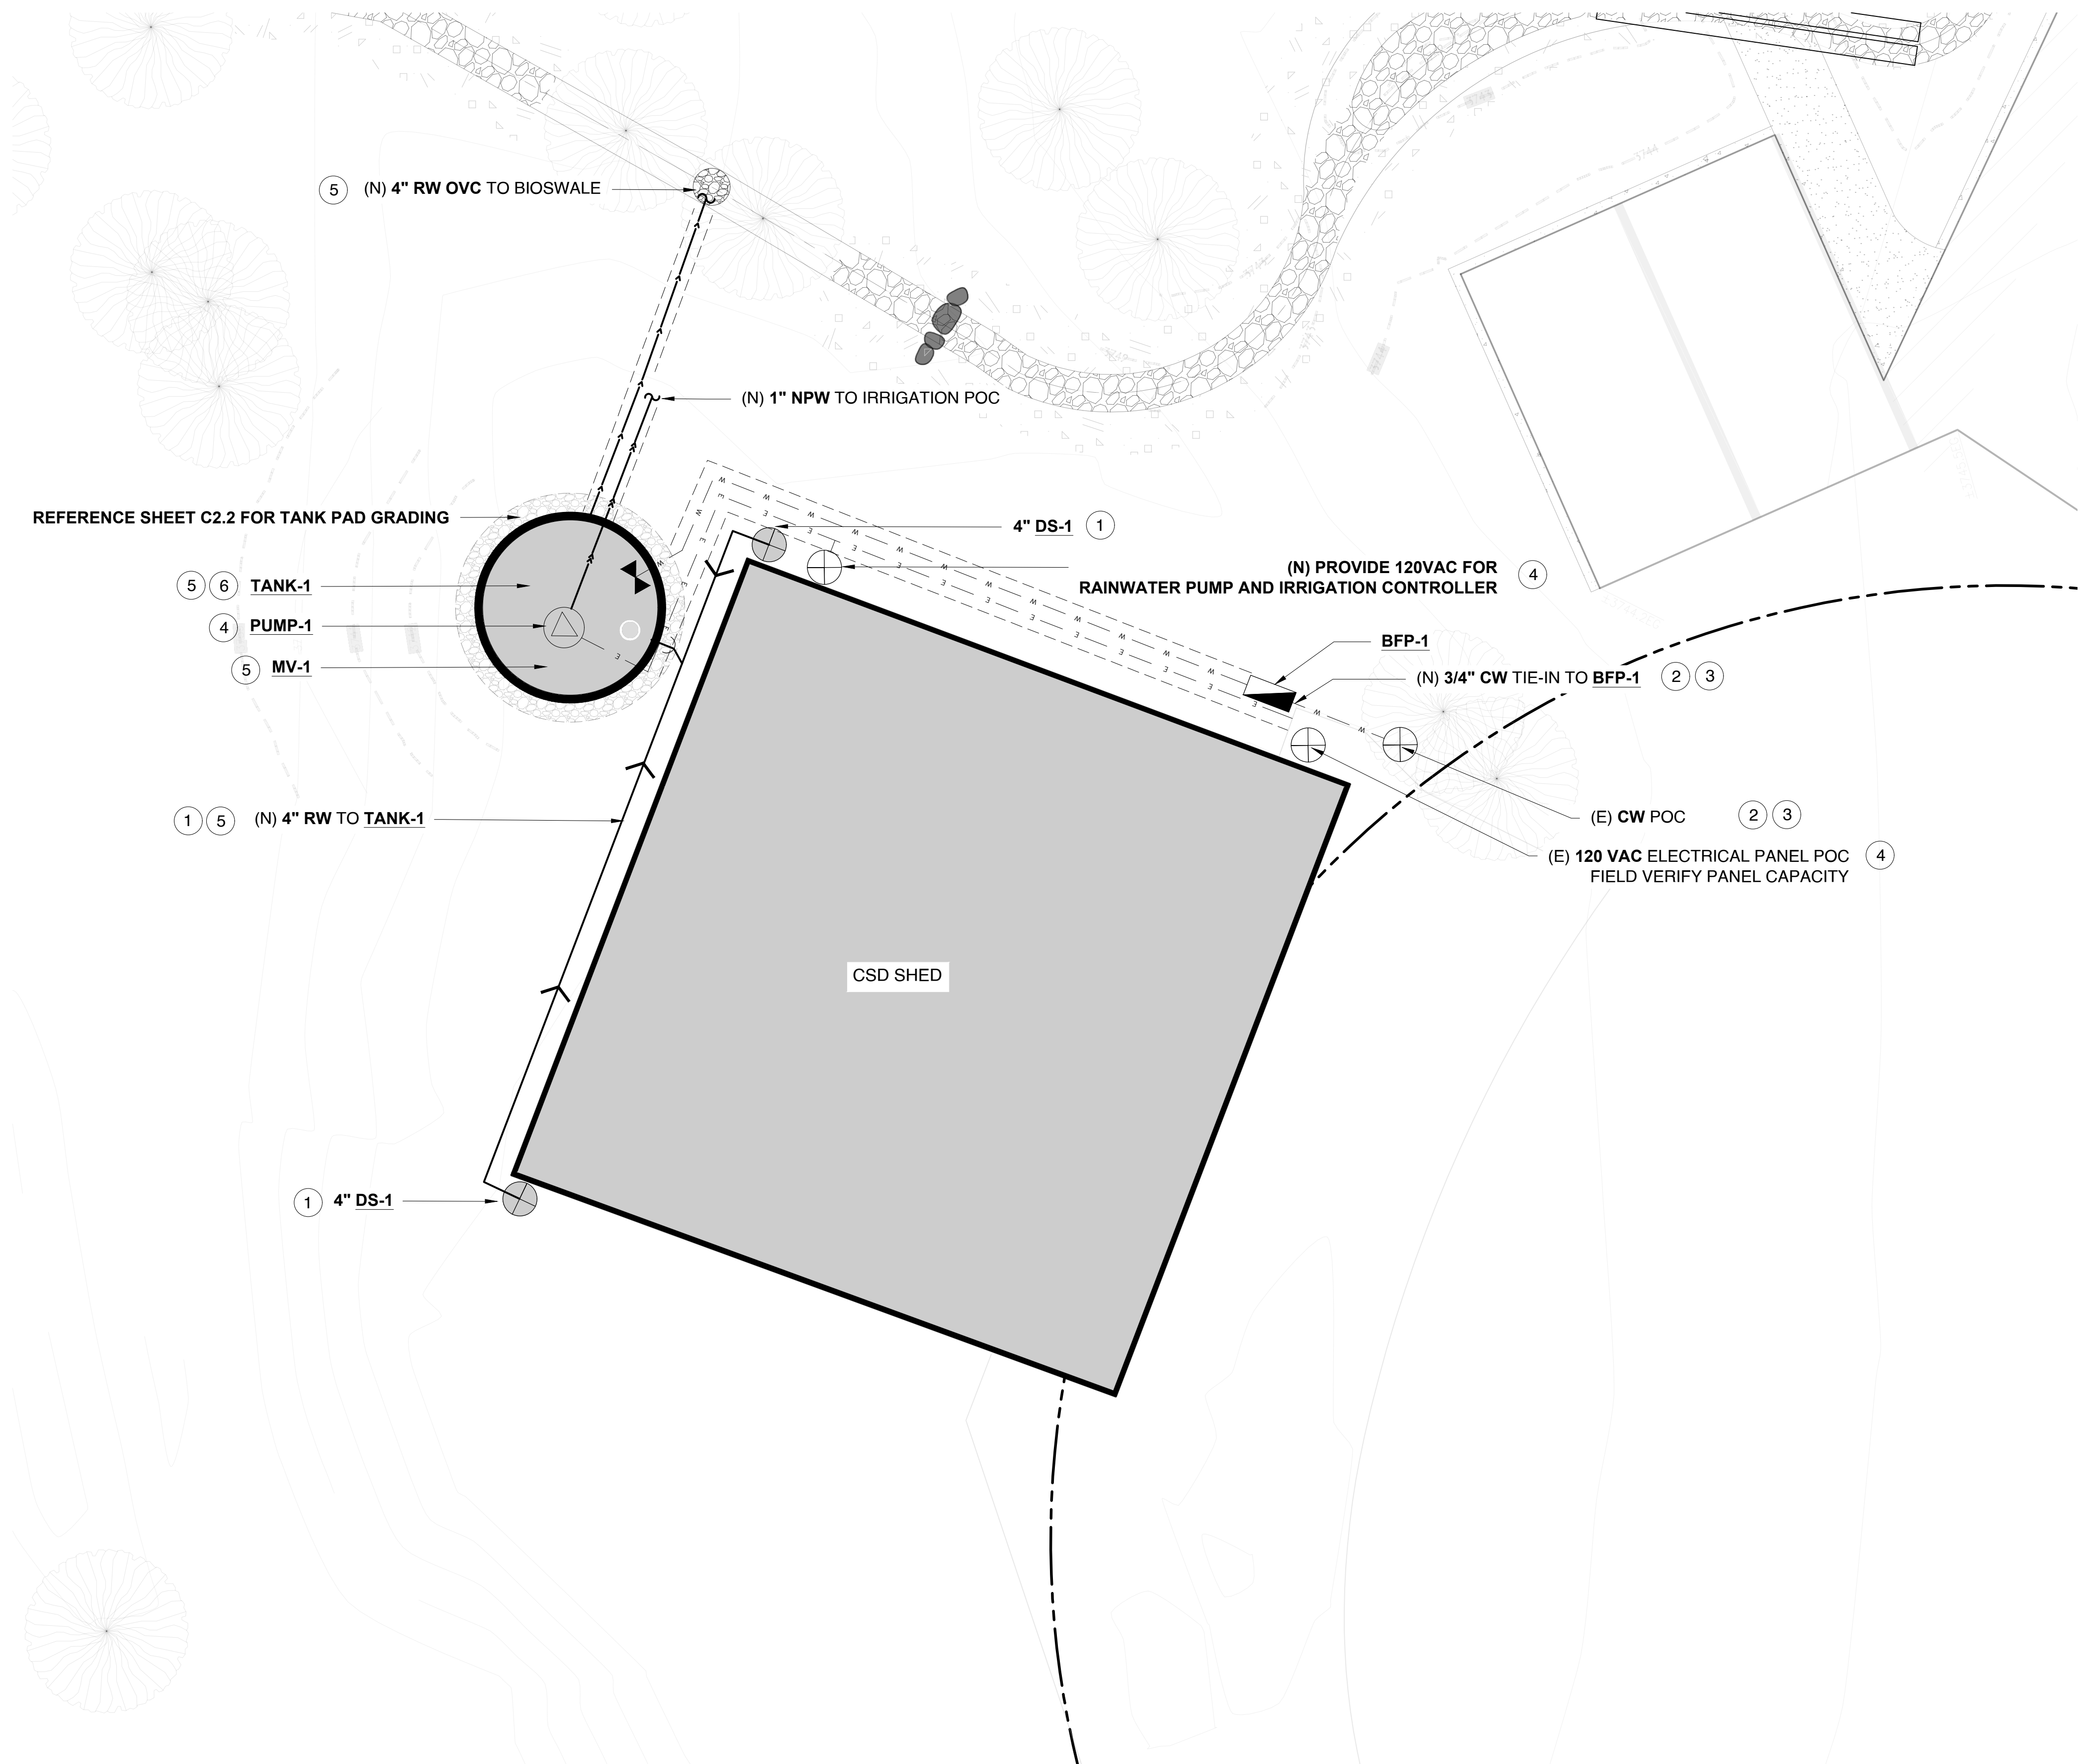 5 (N) 4" RW OVC TO BIOSWALE
(N) 1" NPW TO IRRIGATION POC
REFERENCE SHEET C2.2 FOR TANK PAD GRADING
4" DS-1 1
5 6 TANK-1
(N) PROVIDE 120VAC FOR
RAINWATER PUMP AND IRRIGATION CONTROLLER 4
4 PUMP-1
BFP-1
5 MV-1
(N) 3/4" CW TIE-IN TO BFP-1 2 3
1 5 (N) 4" RW TO TANK-1
(E) CW POC 2 3
(E) 120 VAC ELECTRICAL PANEL POC 4
FIELD VERIFY PANEL CAPACITY
CSD SHED
1 4" DS-1